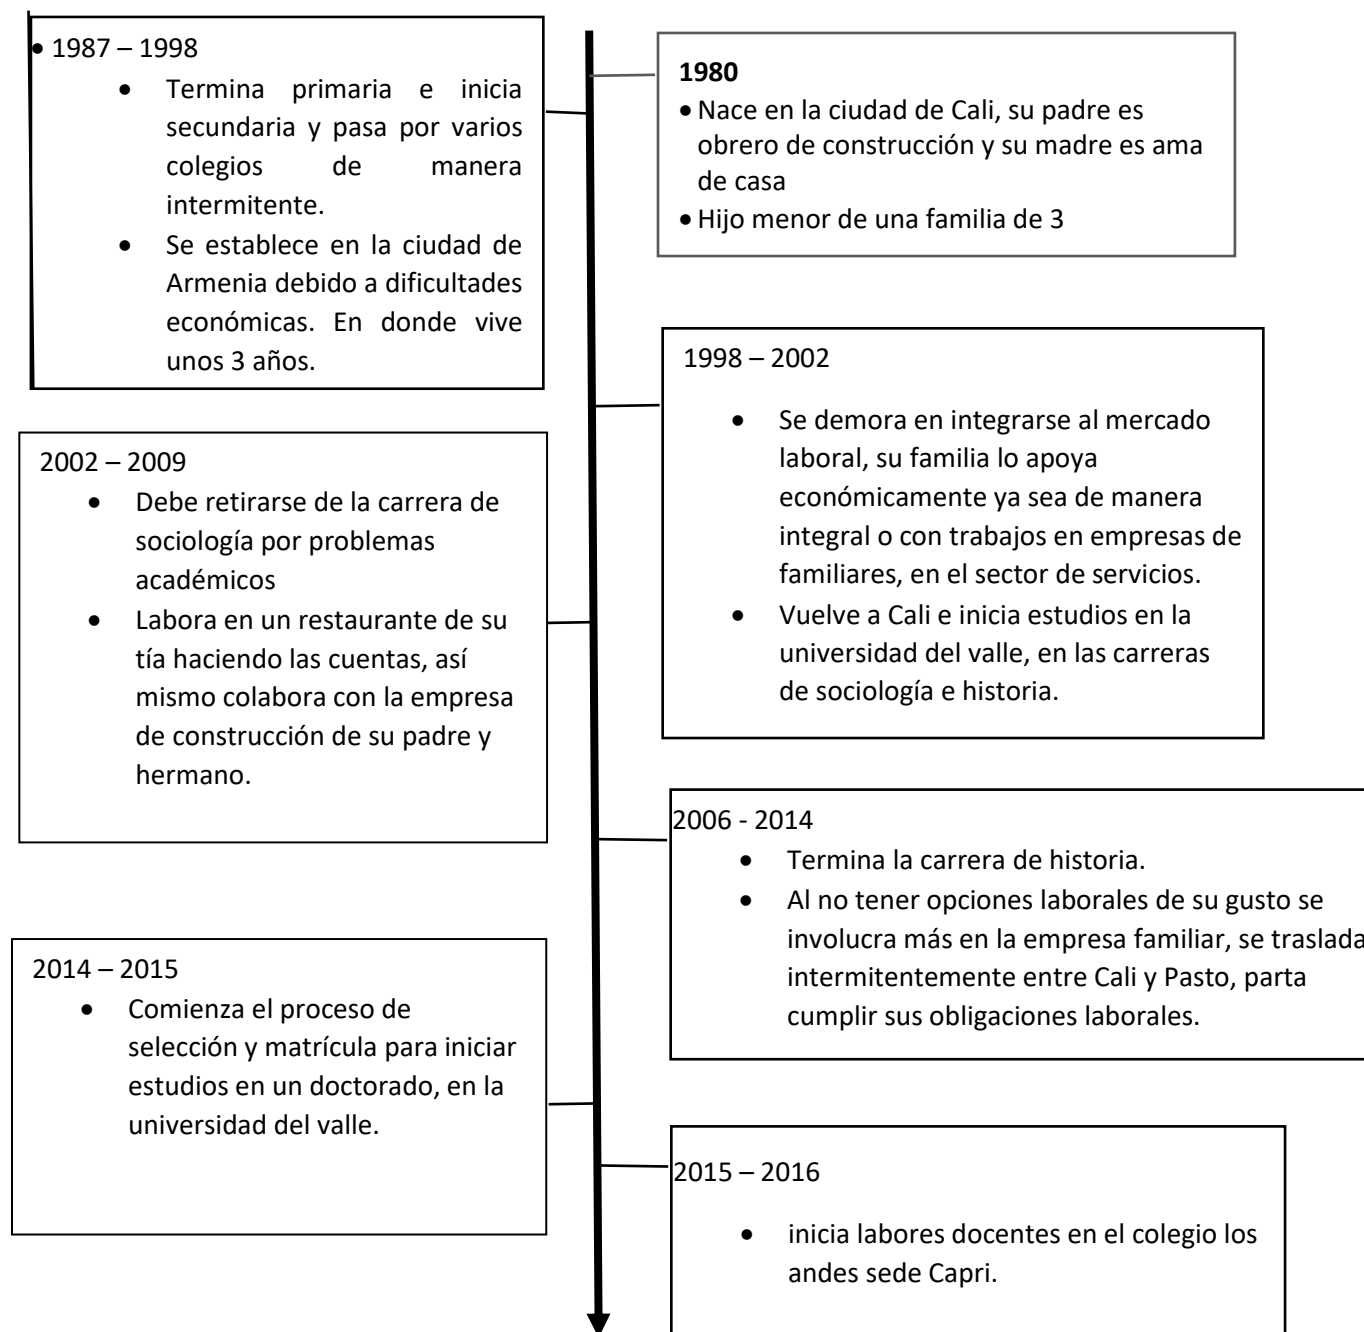 1980
• Nace en la ciudad de Cali, su padre es
obrero de construcción y su madre es ama
de casa
• Hijo menor de una familia de 3
• 1987 – 1998
• Termina primaria e inicia
secundaria y pasa por varios
colegios de manera
intermitente.
• Se establece en la ciudad de
Armenia debido a dificultades
económicas. En donde vive
unos 3 años.
1998 – 2002
• Se demora en integrarse al mercado
laboral, su familia lo apoya
económicamente ya sea de manera
integral o con trabajos en empresas de
familiares, en el sector de servicios.
• Vuelve a Cali e inicia estudios en la
universidad del valle, en las carreras
de sociología e historia.
2002 – 2009
• Debe retirarse de la carrera de
sociología por problemas
académicos
• Labora en un restaurante de su
tía haciendo las cuentas, así
mismo colabora con la empresa
de construcción de su padre y
hermano.
2006 - 2014
• Termina la carrera de historia.
• Al no tener opciones laborales de su gusto se
involucra más en la empresa familiar, se traslada
intermitentemente entre Cali y Pasto, parta
cumplir sus obligaciones laborales.
2014 – 2015
• Comienza el proceso de
selección y matrícula para iniciar
estudios en un doctorado, en la
universidad del valle.
2015 – 2016
• inicia labores docentes en el colegio los
andes sede Capri.